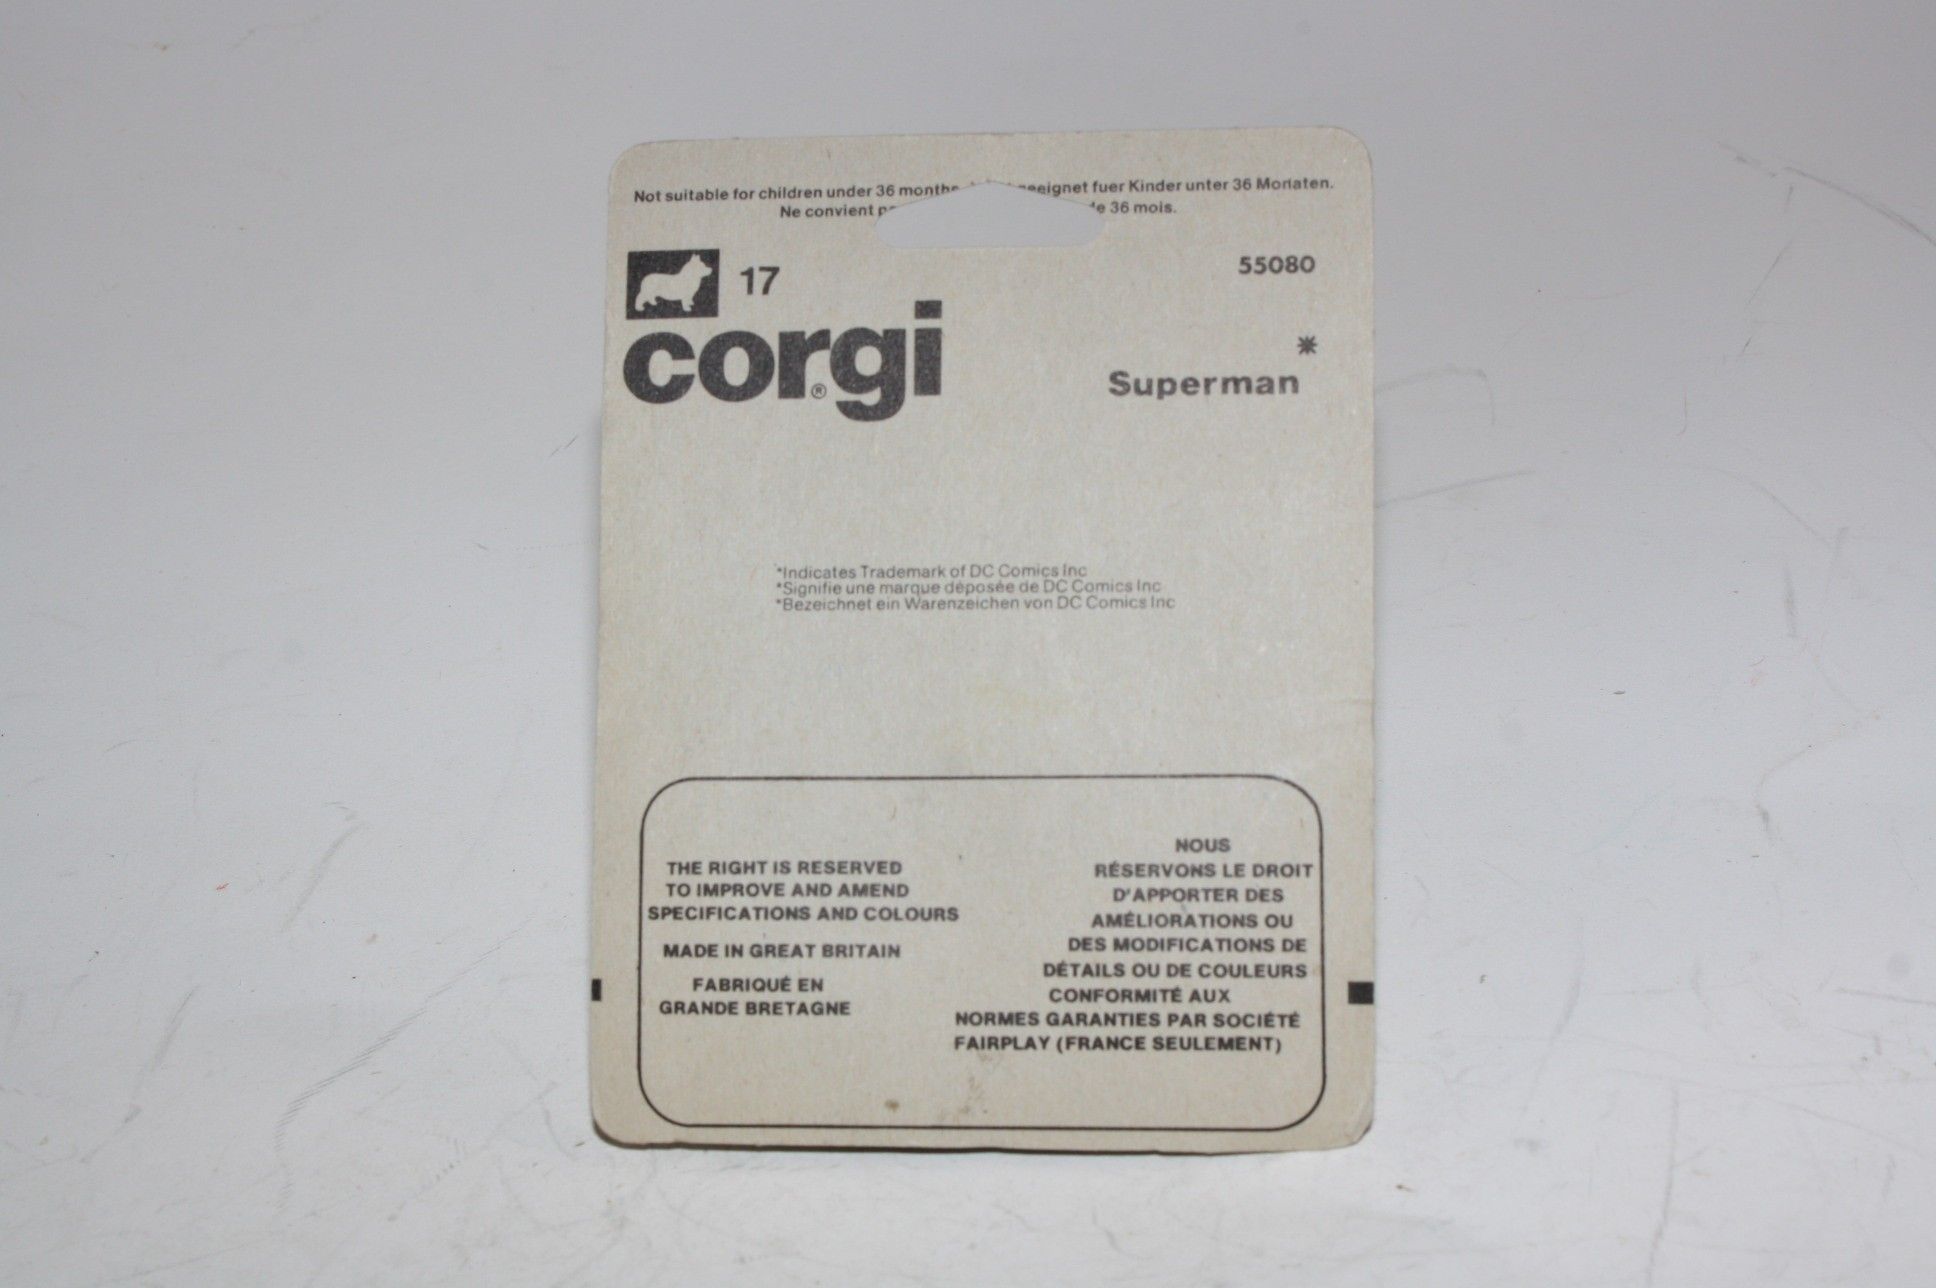 Not suitable for children under 36 months. geeignet fuer Kinder unter 36 Monaten.
Ne convient de 36 mois.
17
55080
corgi®
*
Superman
*Indicates Trademark of DC Comics Inc
*Signifie une marque déposée de DC Comics Inc
*Bezeichnet ein Warenzeichen von DC Comics Inc
THE RIGHT IS RESERVED
TO IMPROVE AND AMEND
SPECIFICATIONS AND COLOURS
MADE IN GREAT BRITAIN
FABRIQUÉ EN
GRANDE BRETAGNE
NOUS
RÉSERVONS LE DROIT
D'APPORTER DES
AMÉLIORATIONS OU
DES MODIFICATIONS DE
DÉTAILS OU DE COULEURS
CONFORMITÉ AUX
NORMES GARANTIES PAR SOCIÉTÉ
FAIRPLAY (FRANCE SEULEMENT)